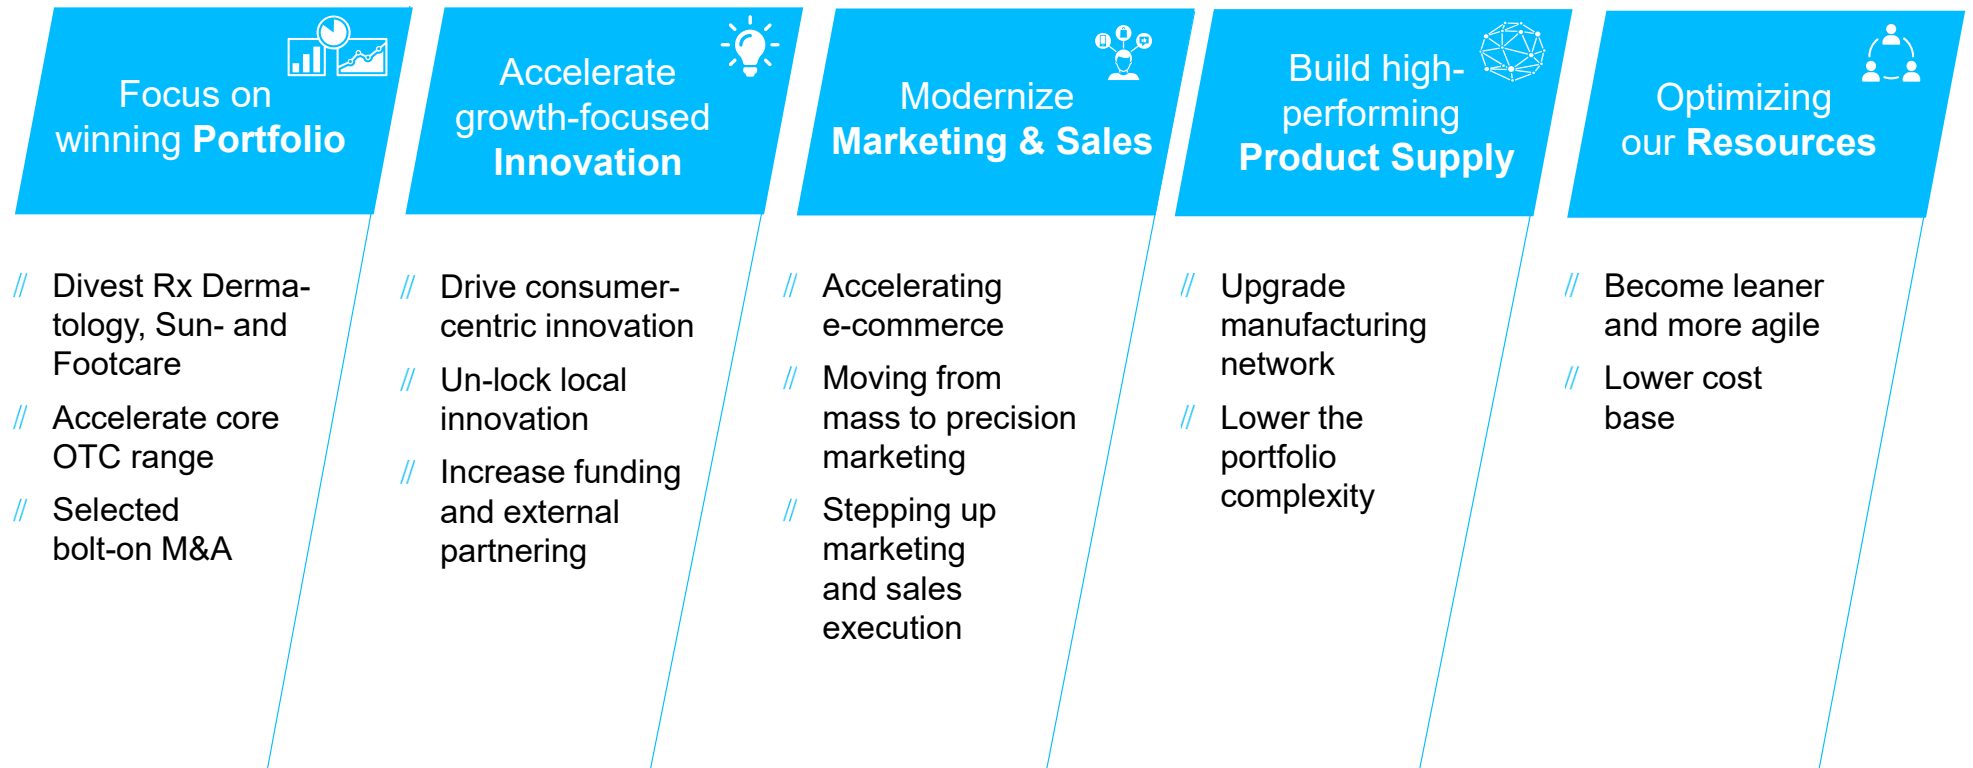 Focus on
winning Portfolio
Accelerate
growth-focused
Innovation
Modernize
Marketing & Sales
Build high-
performing
Product Supply
Optimizing
our Resources
// Divest Rx Derma-
tology, Sun- and
Footcare
// Accelerate core
OTC range
// Selected
bolt-on M&A
// Drive consumer-
centric innovation
// Un-lock local
innovation
// Increase funding
and external
partnering
// Accelerating
e-commerce
// Moving from
mass to precision
marketing
// Stepping up
marketing
and sales
execution
// Upgrade
manufacturing
network
// Lower the
portfolio
complexity
// Become leaner
and more agile
// Lower cost
base